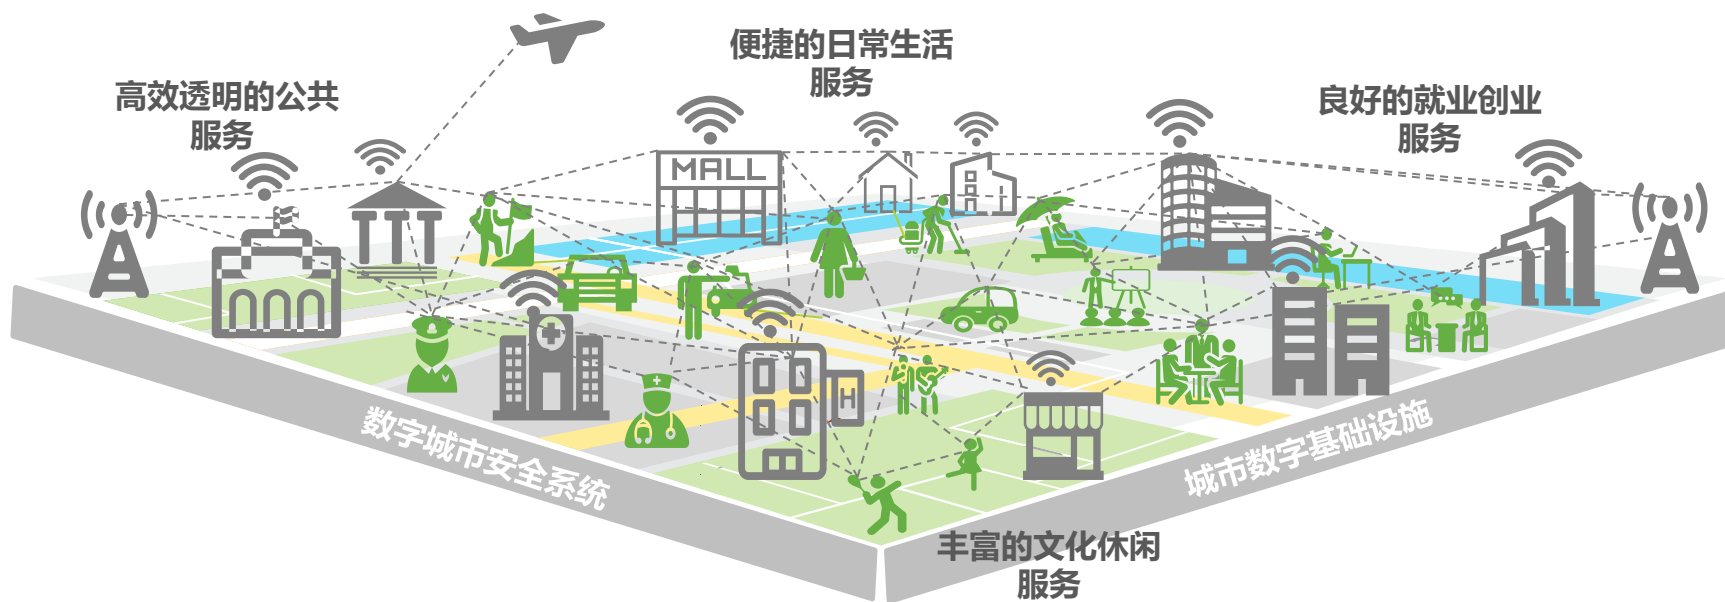 便捷的日常生活
服务
高效透明的公共
服务
良好的就业创业
服务
MALL
H
数字城市安全系统
城市数字基础设施
丰富的文化休闲
服务